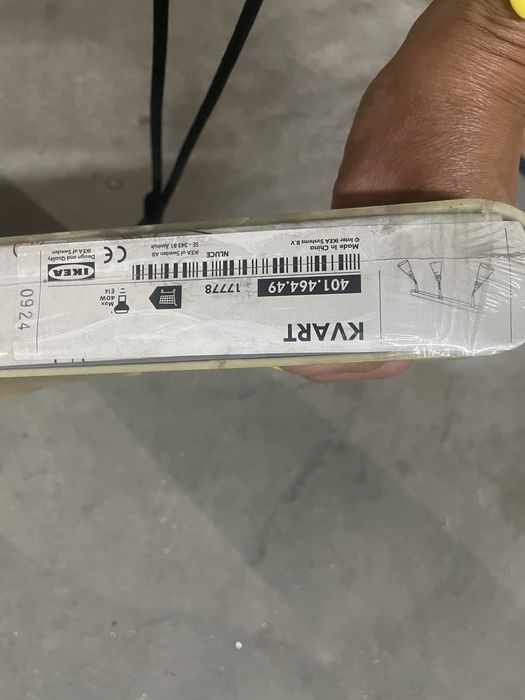 KVART
401.464.49
17778
Max
40W
E14
0924
Made in China
© Inter IKEA Systems B.V.
NLUCE
IKEA of Sweden AB
SE - 343 81 Älmhult
CE
IKEA
Design and Quality
IKEA of Sweden